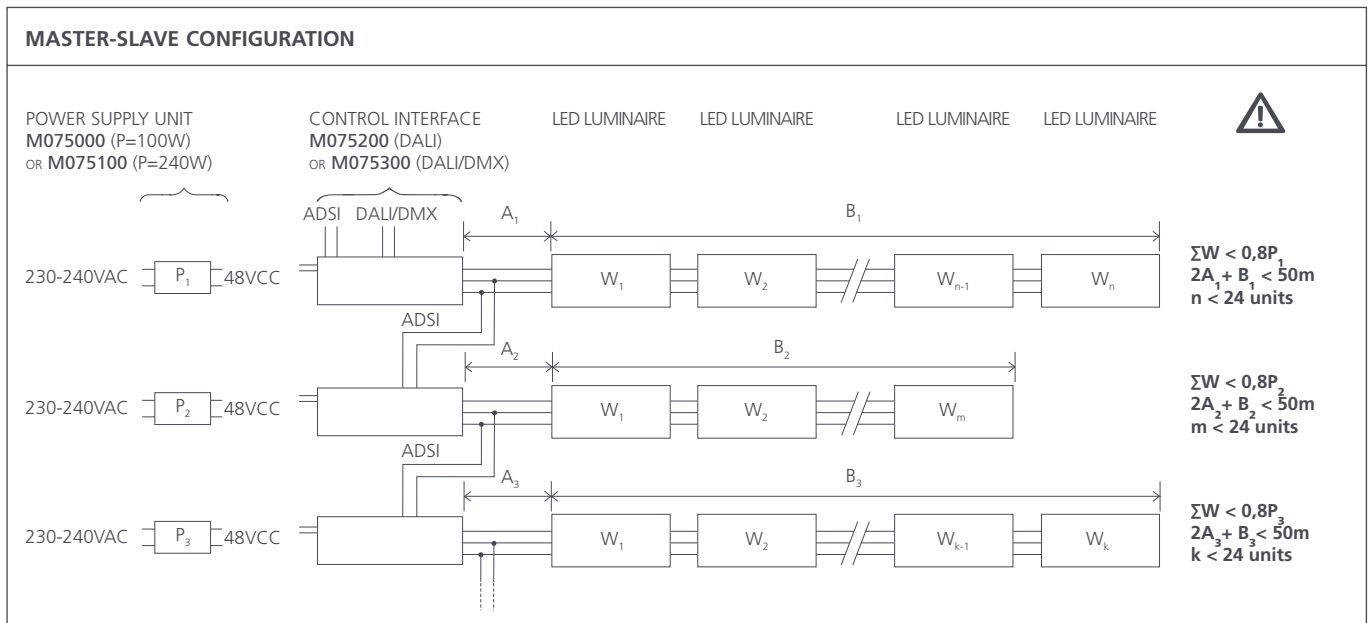 MASTER-SLAVE CONFIGURATION
POWER SUPPLY UNIT
M075000 (P=100W)
OR M075100 (P=240W)
CONTROL INTERFACE
M075200 (DALI)
OR M075300 (DALI/DMX)
LED LUMINAIRE
LED LUMINAIRE
LED LUMINAIRE
LED LUMINAIRE
ADSI DALI/DMX
A₁
B₁
230-240VAC P₁ 48VCC
W₁ W₂ Wₙ₋₁ Wₙ
ΣW < 0,8P₁
2A₁+ B₁ < 50m
n < 24 units
ADSI
A₂
B₂
230-240VAC P₂ 48VCC
W₁ W₂ Wₘ
ΣW < 0,8P₂
2A₂+ B₂ < 50m
m < 24 units
ADSI
A₃
B₃
230-240VAC P₃ 48VCC
W₁ W₂ Wₖ₋₁ Wₖ
ΣW < 0,8P₃
2A₃+ B₃< 50m
k < 24 units